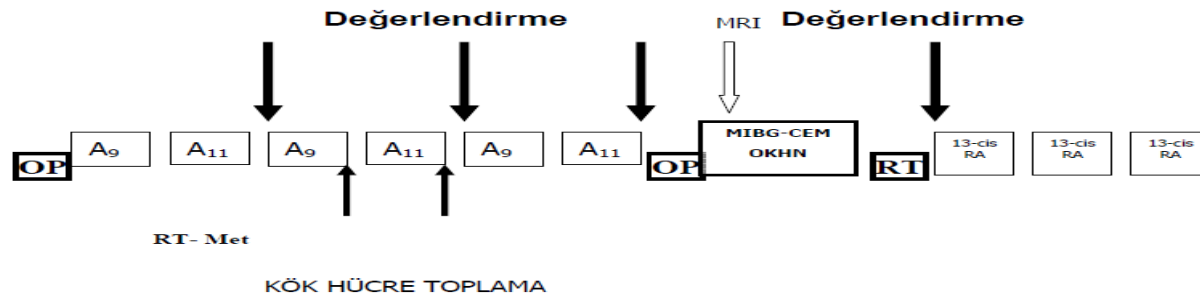 Değerlendirme MRI Değerlendirme
OP A9 A11 A9 A11 A9 A11 OP MIBG-CEM OKHN RT 13-cis RA 13-cis RA 13-cis RA
RT- Met
KÖK HÜCRE TOPLAMA